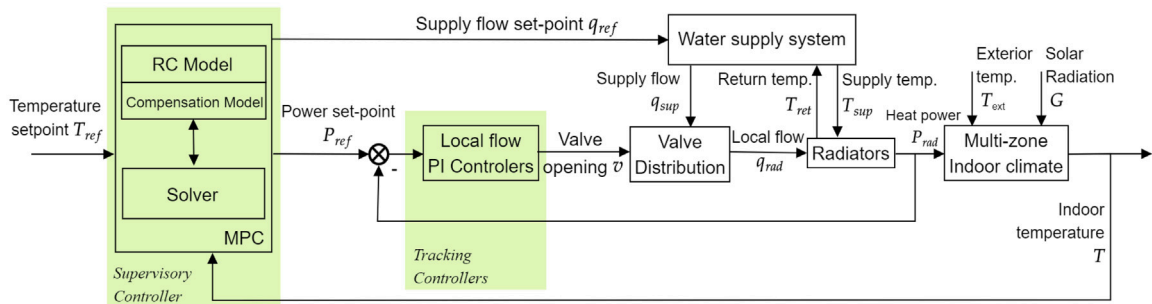 Temperature
setpoint T_ref
RC Model
Compensation Model
Solver
MPC
Supervisory
Controller
Supply flow set-point q_ref
Power set-point
P_ref
-
Local flow
PI Controlers
Tracking
Controllers
Valve
opening v
Water supply system
Supply flow
q_sup
Return temp.
T_ret
Supply temp.
T_sup
Valve
Distribution
Local flow
q_rad
Radiators
Heat power
P_rad
Exterior
temp.
T_ext
Solar
Radiation
G
Multi-zone
Indoor climate
Indoor
temperature
T